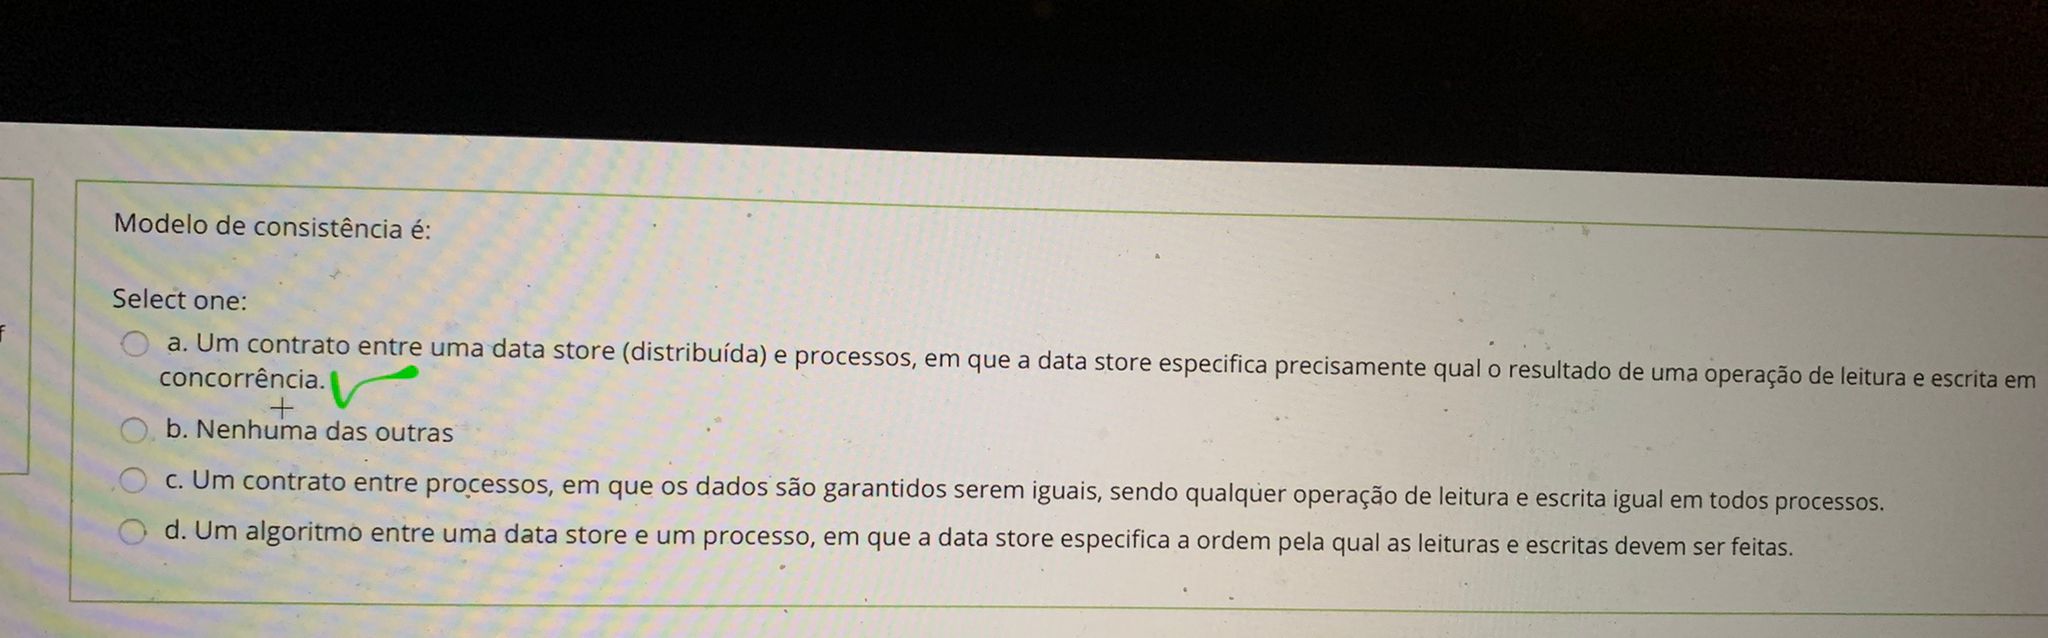 Modelo de consistência é:
Select one:
a. Um contrato entre uma data store (distribuída) e processos, em que a data store especifica precisamente qual o resultado de uma operação de leitura e escrita em
concorrência.
b. Nenhuma das outras
c. Um contrato entre processos, em que os dados são garantidos serem iguais, sendo qualquer operação de leitura e escrita igual em todos processos.
d. Um algoritmo entre uma data store e um processo, em que a data store especifica a ordem pela qual as leituras e escritas devem ser feitas.